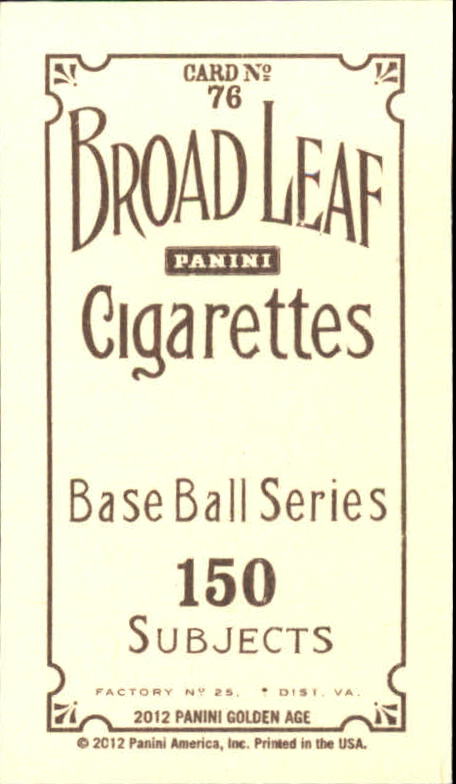 CARD Nº
76
BROAD LEAF
PANINI
Cigarettes
Base Ball Series
150
SUBJECTS
FACTORY Nº 25. DIST. VA.
2012 PANINI GOLDEN AGE
© 2012 Panini America, Inc. Printed in the USA.